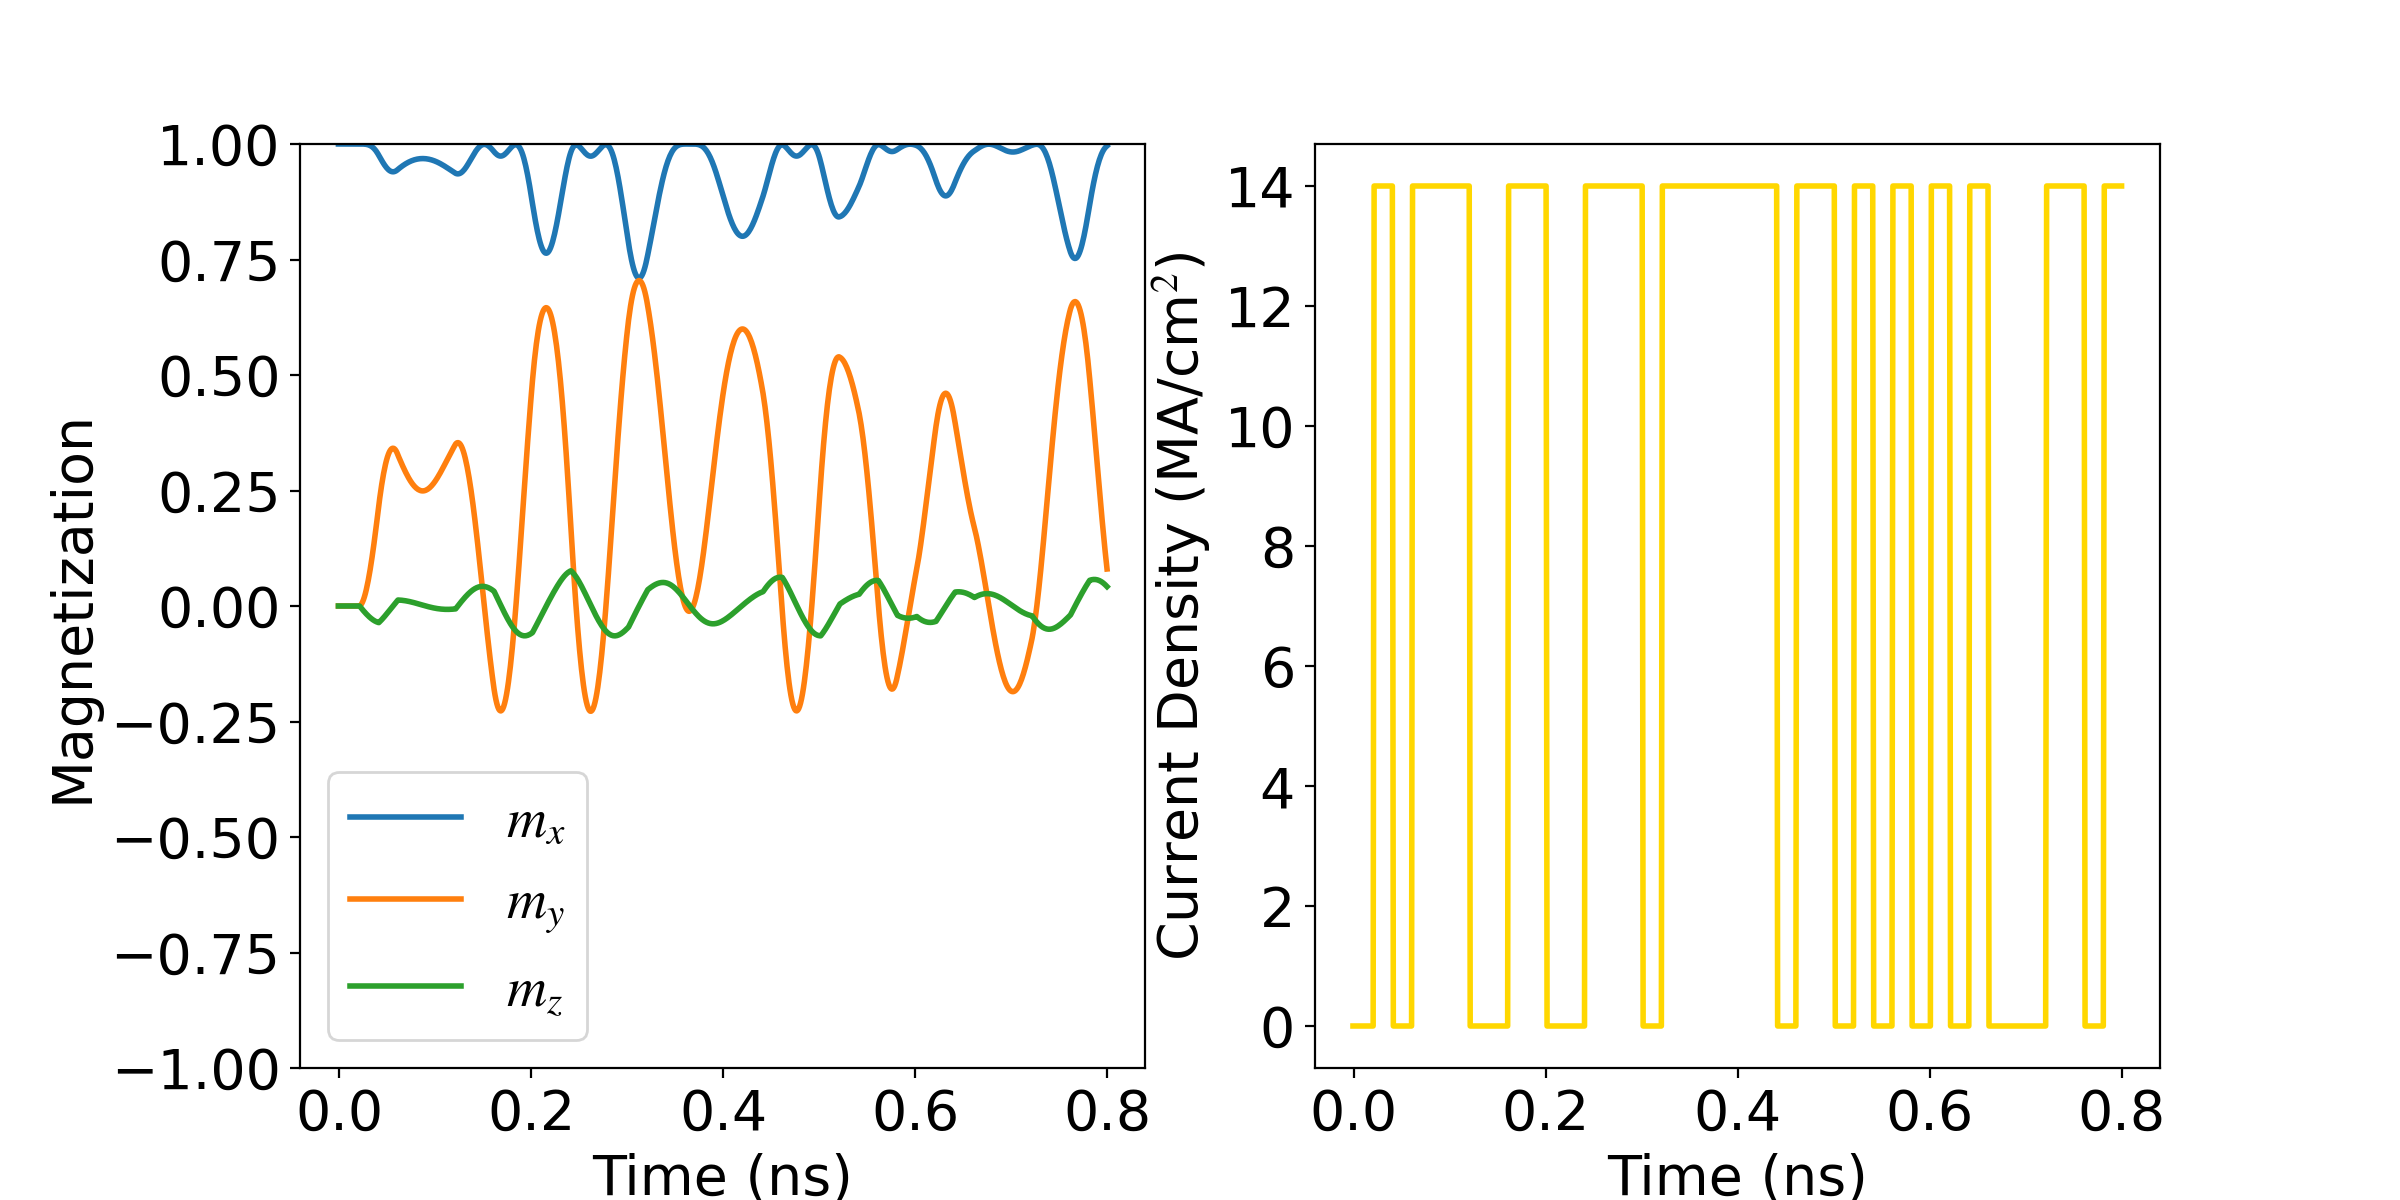 Magnetization
1.00
0.75
0.50
0.25
0.00
−0.25
−0.50
−0.75
−1.00
m_x
m_y
m_z
0.0 0.2 0.4 0.6 0.8
Time (ns)
Current Density (MA/cm²)
14
12
10
8
6
4
2
0
0.0 0.2 0.4 0.6 0.8
Time (ns)